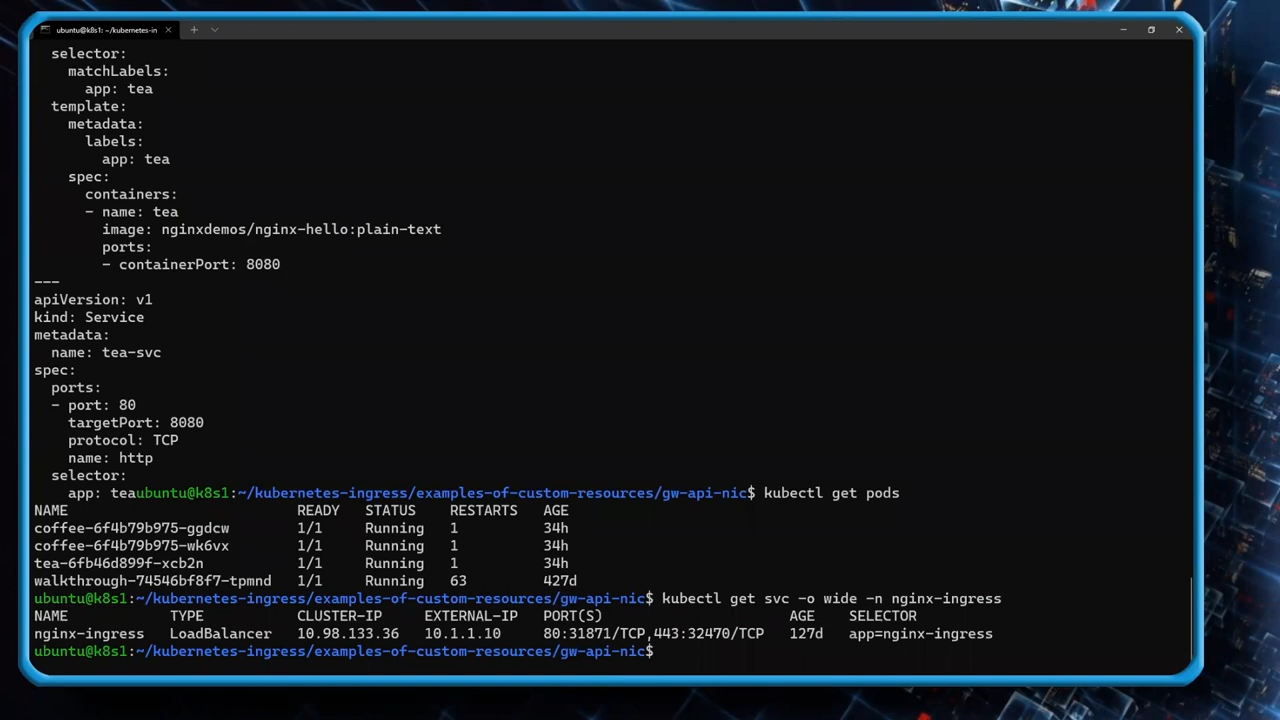 ubuntu@k8s1: ~/kubernetes-in
selector:
matchLabels:
app: tea
template:
metadata:
labels:
app: tea
spec:
containers:
- name: tea
image: nginxdemos/nginx-hello:plain-text
ports:
- containerPort: 8080
---
apiVersion: v1
kind: Service
metadata:
name: tea-svc
spec:
ports:
- port: 80
targetPort: 8080
protocol: TCP
name: http
selector:
app: teaubuntu@k8s1:~/kubernetes-ingress/examples-of-custom-resources/gw-api-nic$ kubectl get pods
NAME READY STATUS RESTARTS AGE
coffee-6f4b79b975-ggdcw 1/1 Running 1 34h
coffee-6f4b79b975-wk6vx 1/1 Running 1 34h
tea-6fb46d899f-xcb2n 1/1 Running 1 34h
walkthrough-74546bf8f7-tpmnd 1/1 Running 63 427d
ubuntu@k8s1:~/kubernetes-ingress/examples-of-custom-resources/gw-api-nic$ kubectl get svc -o wide -n nginx-ingress
NAME TYPE CLUSTER-IP EXTERNAL-IP PORT(S) AGE SELECTOR
nginx-ingress LoadBalancer 10.98.133.36 10.1.1.10 80:31871/TCP,443:32470/TCP 127d app=nginx-ingress
ubuntu@k8s1:~/kubernetes-ingress/examples-of-custom-resources/gw-api-nic$